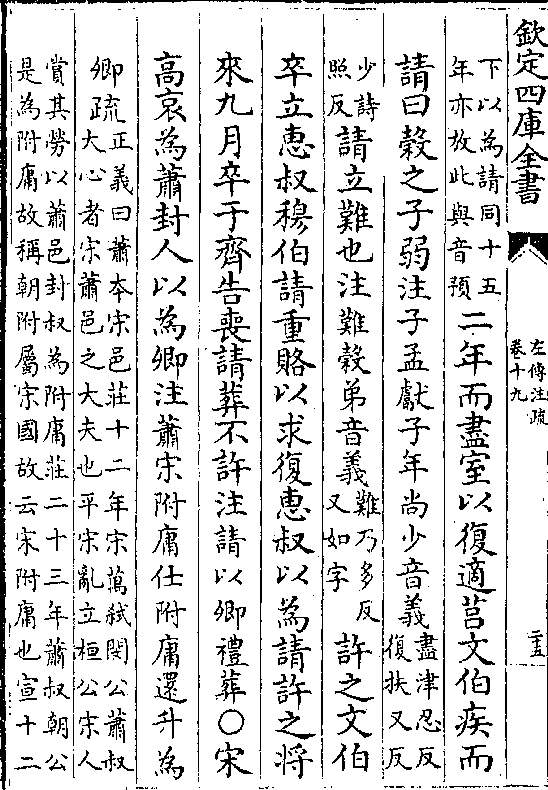 欽定四庫全書
左傳注疏
卷十九
二五
下以為請同十五
年亦放此與音預
二年而盡室以復適莒文伯疾而
請曰榖之子弱注子孟獻子年尚少音義
盡津忍反
復扶又反
少詩
照反
請立難也注難榖弟音義
難乃多反
又如字
許之文伯
卒立惠叔穆伯請重賂以求復惠叔以為請許之將
來九月卒于齊告喪請葬不許注請以卿禮葬○宋
高哀為蕭封人以為卿注蕭宋附庸仕附庸還升為
卿疏
正義曰蕭本宋邑莊十二年宋萬弒閔公蕭叔
大心者宋蕭邑之大夫也平宋亂立桓公宋人
賞其勞以蕭邑封叔為附庸莊二十三年蕭叔朝公
是為附庸故稱朝附屬宋國故云宋附庸也宣十二